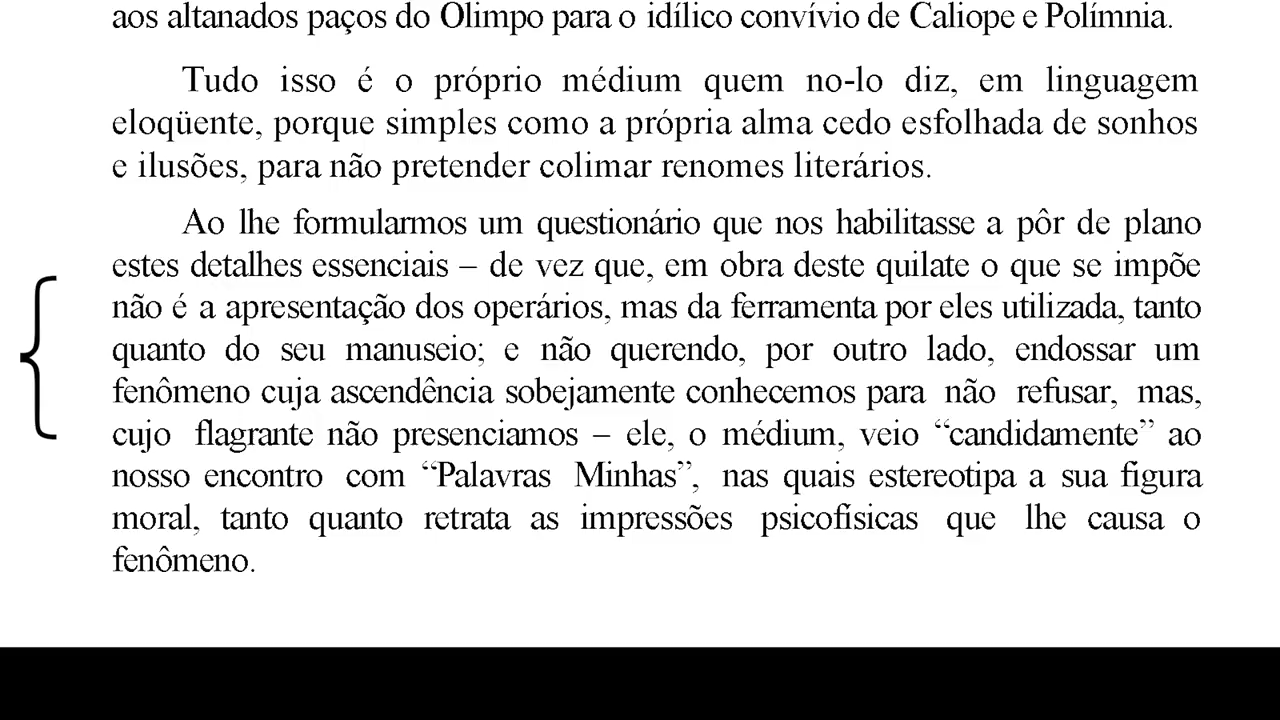 aos altanados paços do Olimpo para o idílico convívio de Caliope e Polímnia.
Tudo isso é o próprio médium quem no-lo diz, em linguagem
eloqüente, porque simples como a própria alma cedo esfolhada de sonhos
e ilusões, para não pretender colimar renomes literários.
Ao lhe formularmos um questionário que nos habilitasse a pôr de plano
estes detalhes essenciais – de vez que, em obra deste quilate o que se impõe
não é a apresentação dos operários, mas da ferramenta por eles utilizada, tanto
quanto do seu manuseio; e não querendo, por outro lado, endossar um
fenômeno cuja ascendência sobejamente conhecemos para não refusar, mas,
cujo flagrante não presenciamos – ele, o médium, veio “candidamente” ao
nosso encontro com “Palavras Minhas”, nas quais estereotipa a sua figura
moral, tanto quanto retrata as impressões psicofísicas que lhe causa o
fenômeno.